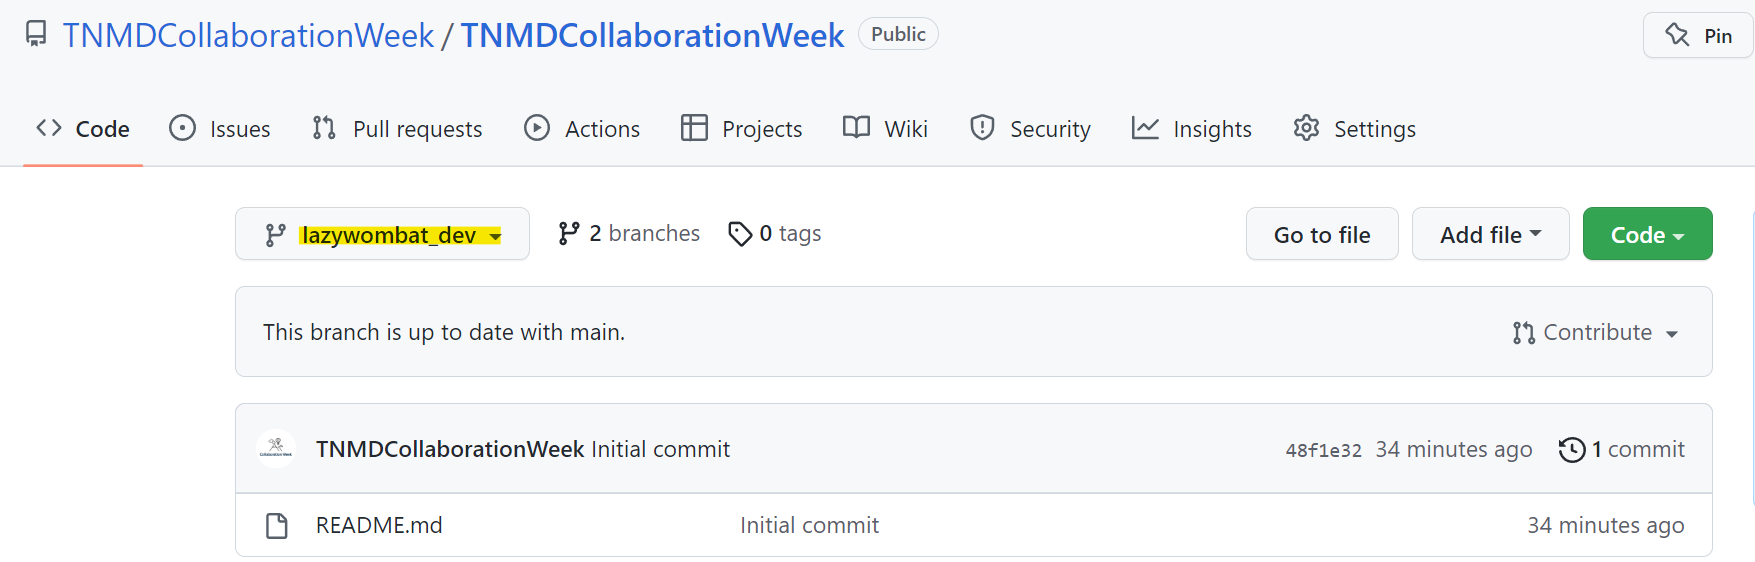 TNMDCollaborationWeek / TNMDCollaborationWeek Public Pin
Code Issues Pull requests Actions Projects Wiki Security Insights Settings
lazywombat_dev 2 branches 0 tags Go to file Add file Code
This branch is up to date with main. Contribute
TNMDCollaborationWeek Initial commit 48f1e32 34 minutes ago 1 commit
README.md Initial commit 34 minutes ago